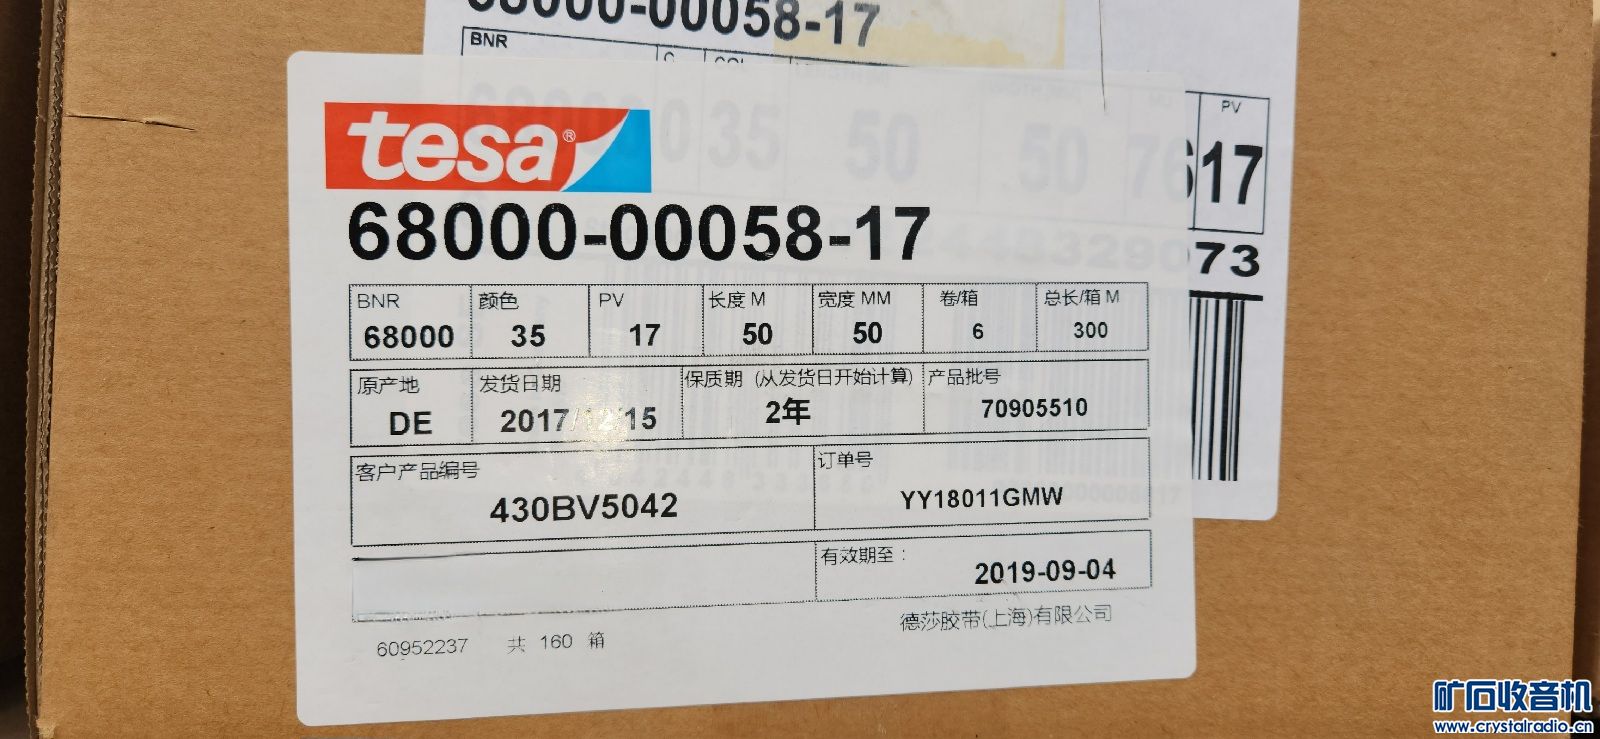 68000-00058-17
BNR
PV
17
73
tesa®
68000-00058-17
BNR 颜色 PV 长度 M 宽度 MM 卷/箱 总长/箱 M
68000 35 17 50 50 6 300
原产地 发货日期 保质期 (从发货日开始计算) 产品批号
DE 2017/12/15 2年 70905510
客户产品编号 订单号
430BV5042 YY18011GMW
有效期至:
2019-09-04
德莎胶带(上海)有限公司
60952237 共 160 箱
矿石收音机
www.crystalradio.cn